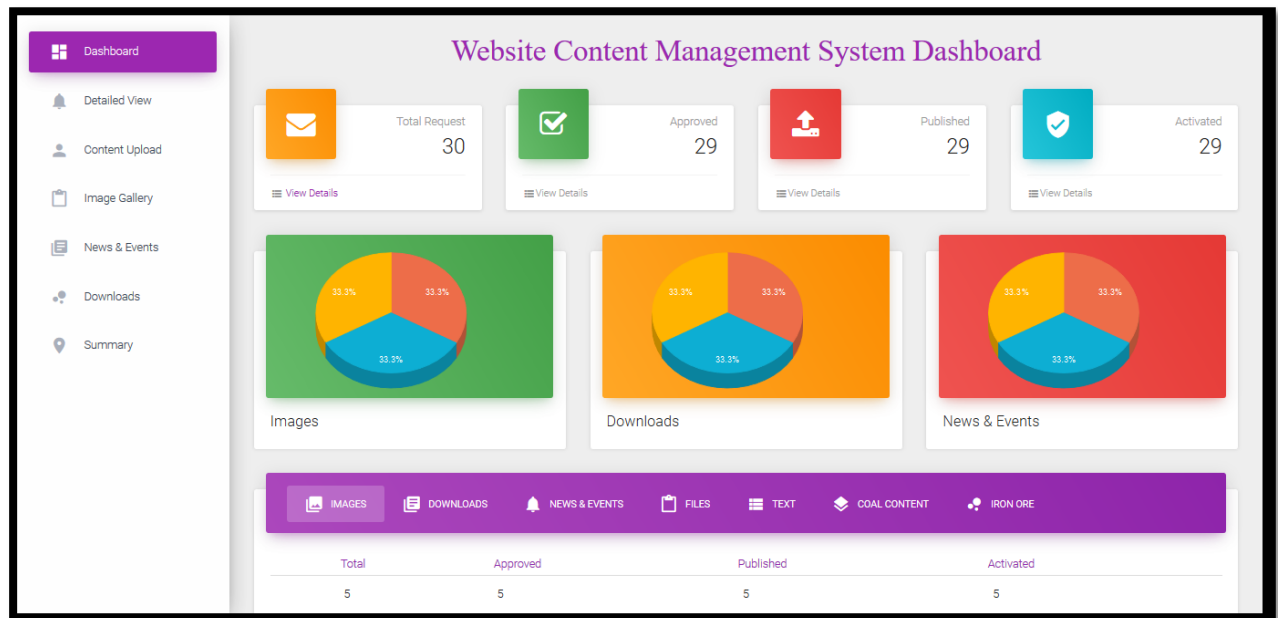 Website Content Management System Dashboard
Dashboard
Detailed View
Content Upload
Image Gallery
News & Events
Downloads
Summary
Total Request
30
View Details
Approved
29
View Details
Published
29
View Details
Activated
29
View Details
33.3% 33.3%
33.3%
Images
33.3% 33.3%
33.3%
Downloads
33.3% 33.3%
33.3%
News & Events
IMAGES DOWNLOADS NEWS & EVENTS FILES TEXT COAL CONTENT IRON ORE
Total Approved Published Activated
5 5 5 5